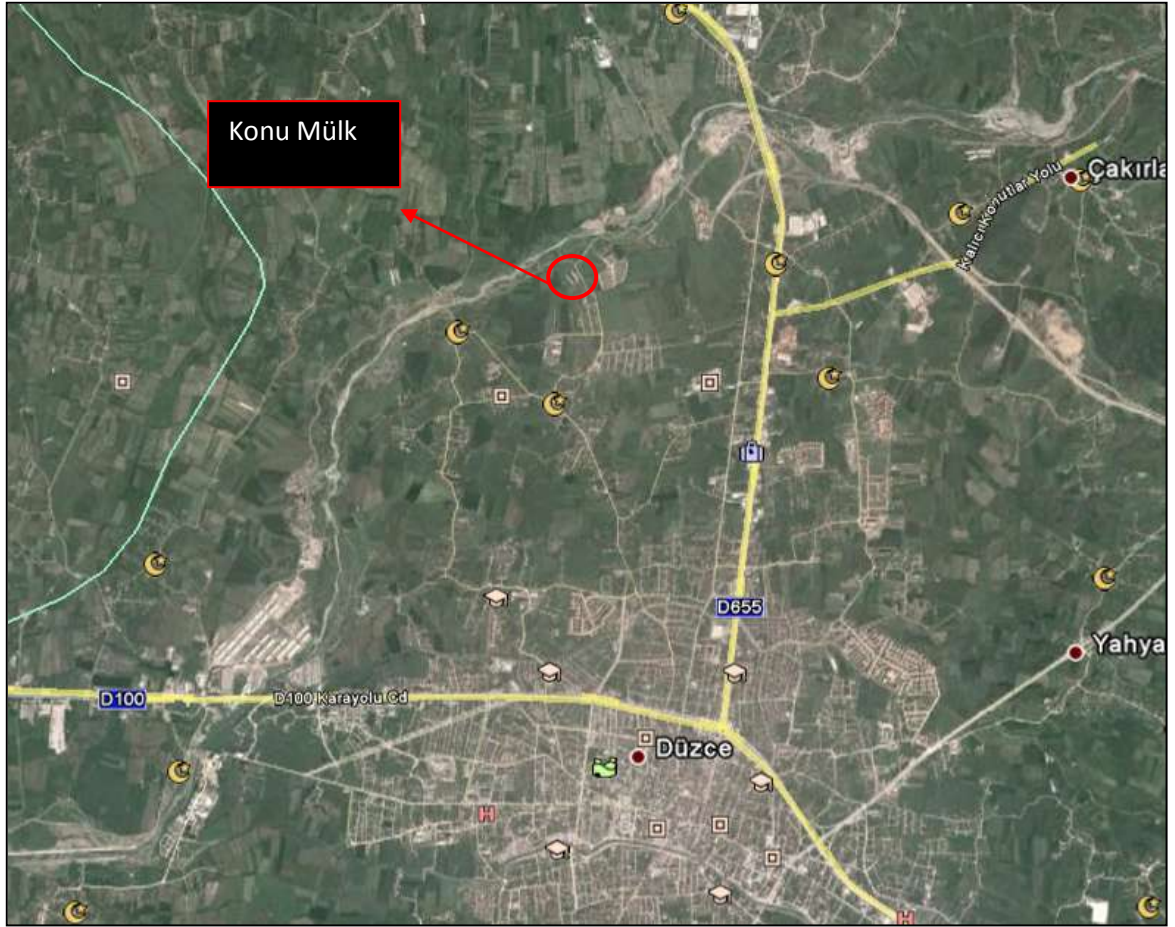 Konu Mülk
Çakırla
Kalıcı Konutlar Yolu
D655
Yahya
D100
D100 Karayolu Cd
Düzce
H
H